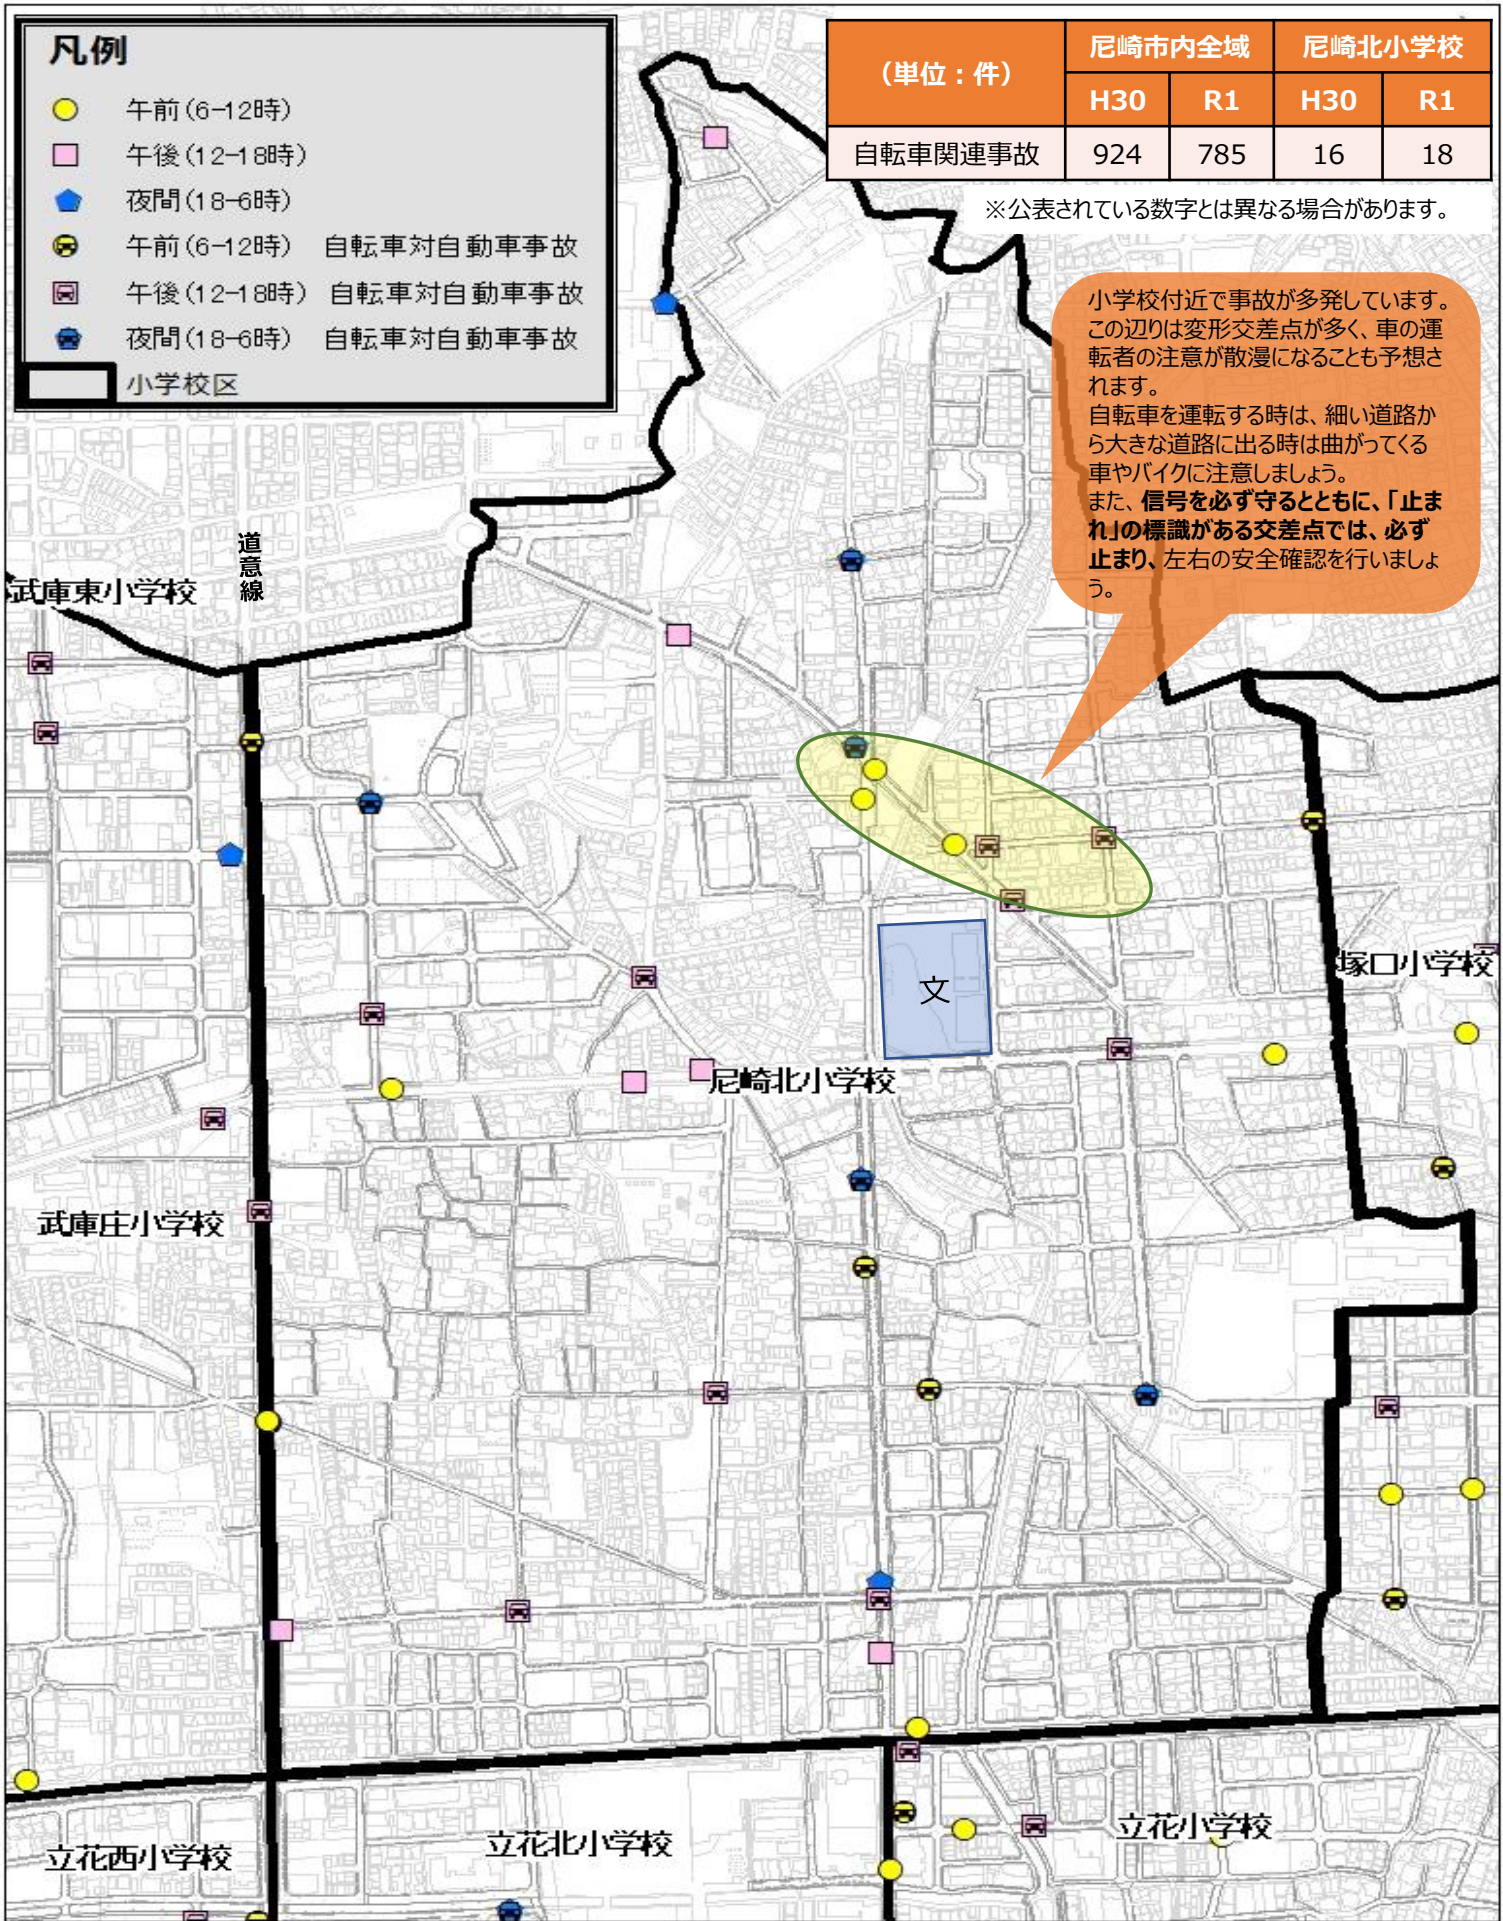 凡例
午前(6-12時)
午後(12-18時)
夜間(18-6時)
午前(6-12時) 自転車対自動車事故
午後(12-18時) 自転車対自動車事故
夜間(18-6時) 自転車対自動車事故
小学校区
(単位：件) 尼崎市内全域 尼崎北小学校
H30 R1 H30 R1
自転車関連事故 924 785 16 18
※公表されている数字とは異なる場合があります。
小学校付近で事故が多発しています。
この辺りは変形交差点が多く、車の運
転者の注意が散漫になることも予想さ
れます。
自転車を運転する時は、細い道路か
ら大きな道路に出る時は曲がってくる
車やバイクに注意しましょう。
また、信号を必ず守るとともに、「止ま
れ」の標識がある交差点では、必ず
止まり、左右の安全確認を行いましょ
う。
道意線
武庫東小学校
塚口小学校
文
尼崎北小学校
武庫庄小学校
立花西小学校
立花北小学校
立花小学校